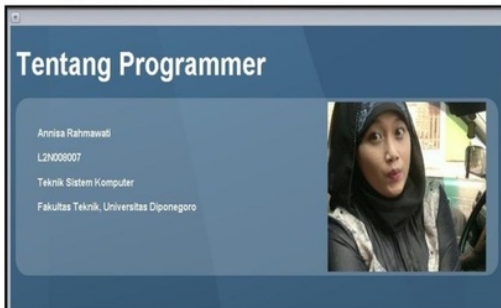 Tentang Programmer
Annisa Rahmawati
L2N008007
Teknik Sistem Komputer
Fakultas Teknik, Universitas Diponegoro